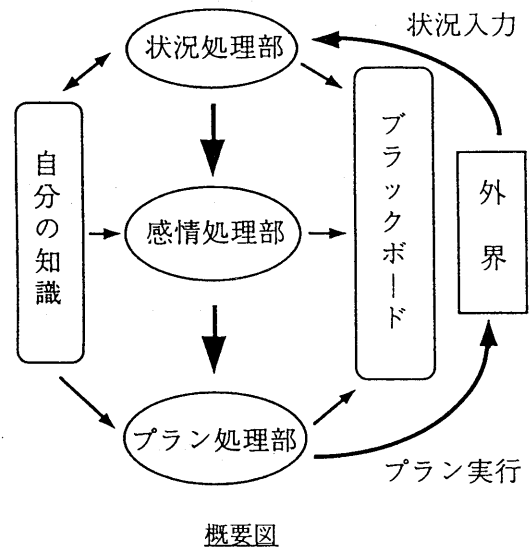 状況処理部
状況入力
自分の知識
感情処理部
ブラックボード
外界
プラン処理部
プラン実行
概要図